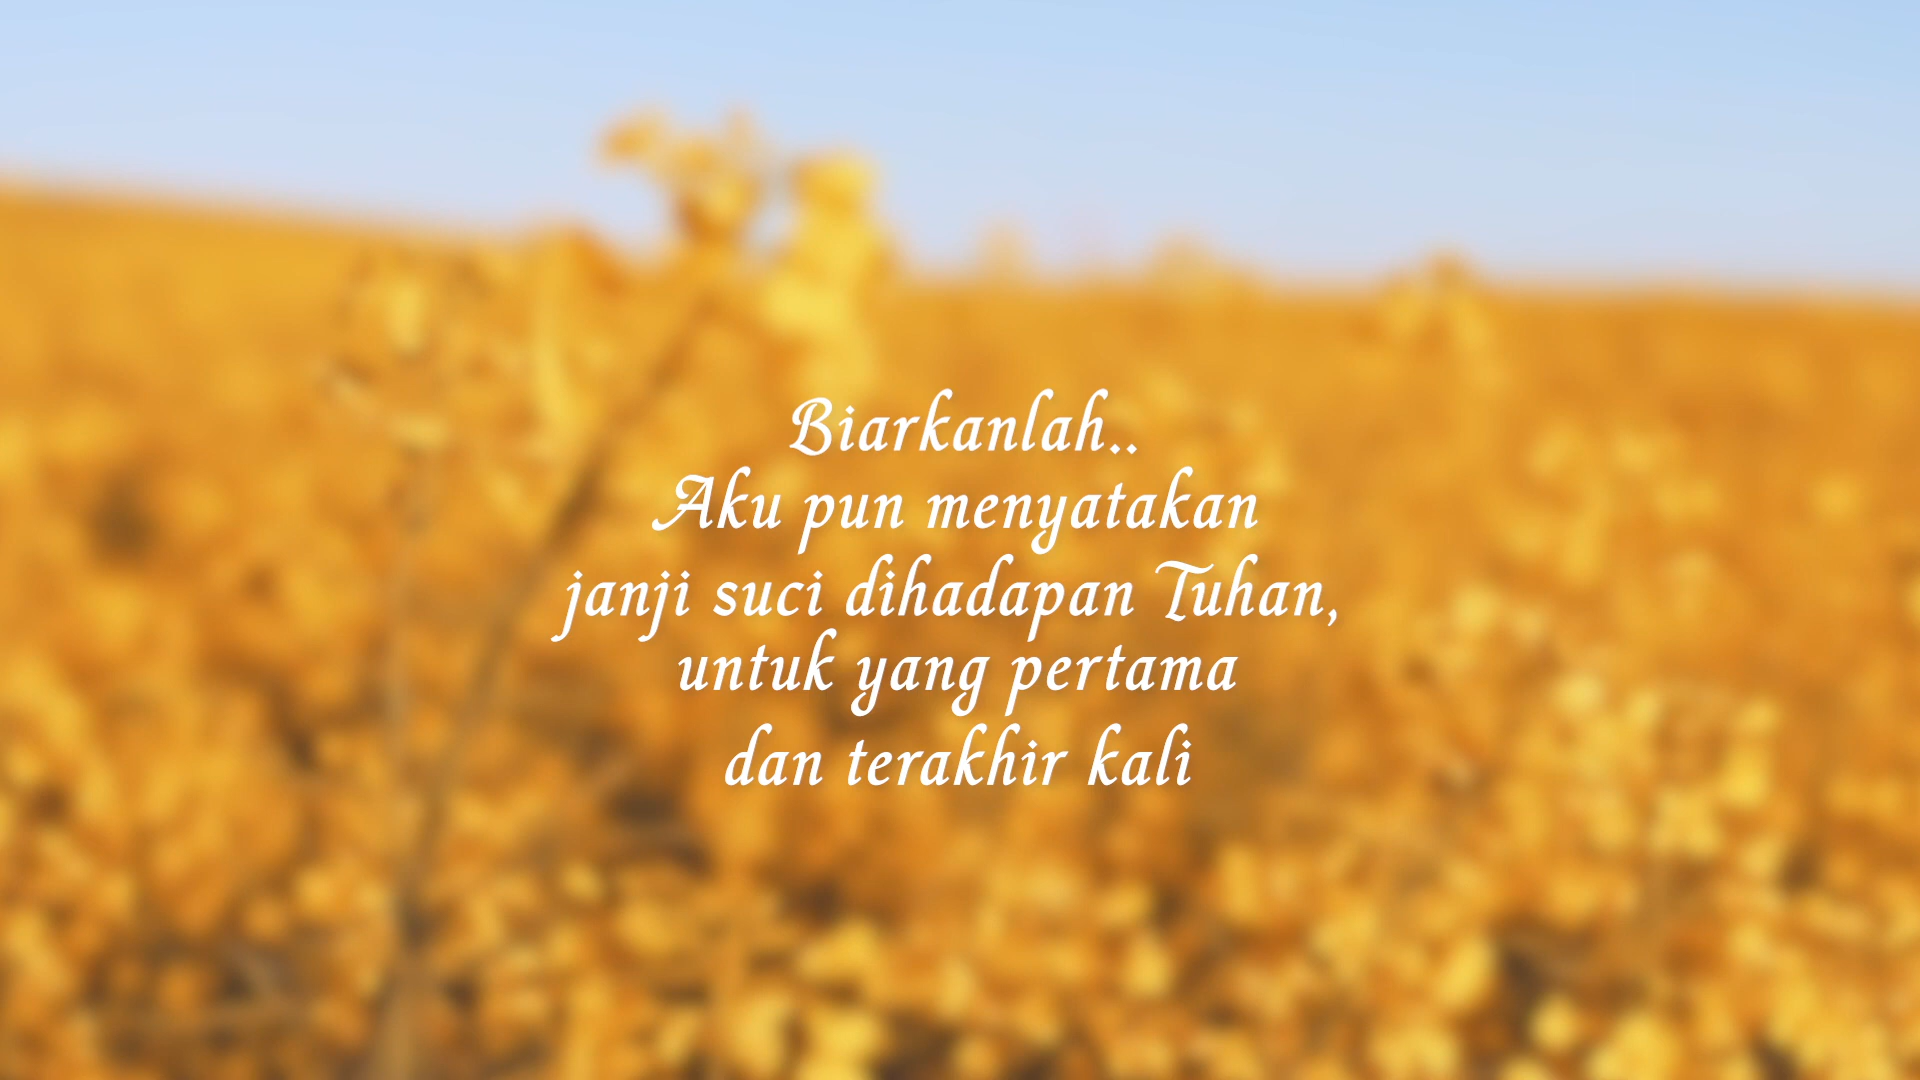 Biarkanlah..
Aku pun menyatakan
janji suci dihadapan Tuhan,
untuk yang pertama
dan terakhir kali